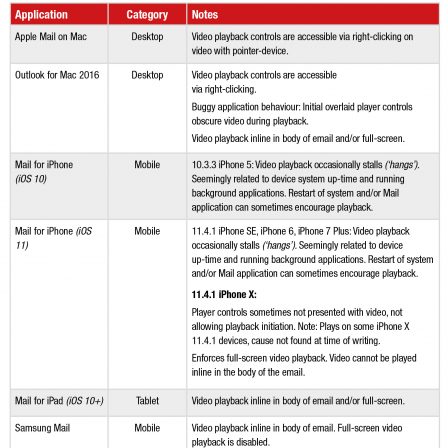 Application Category Notes
Apple Mail on Mac Desktop Video playback controls are accessible via right-clicking on
video with pointer-device.
Outlook for Mac 2016 Desktop Video playback controls are accessible
via right-clicking.
Buggy application behaviour: Initial overlaid player controls
obscure video during playback.
Video playback inline in body of email and/or full-screen.
Mail for iPhone Mobile 10.3.3 iPhone 5: Video playback occasionally stalls ('hangs').
(iOS 10) Seemingly related to device system up-time and running
background applications. Restart of system and/or Mail
application can sometimes encourage playback.
Mail for iPhone (iOS Mobile 11.4.1 iPhone SE, iPhone 6, iPhone 7 Plus: Video playback
11) occasionally stalls ('hangs'). Seemingly related to device
up-time and running background applications. Restart of system
and/or Mail application can sometimes encourage playback.
11.4.1 iPhone X:
Player controls sometimes not presented with video, not
allowing playback initiation. Note: Plays on some iPhone X
11.4.1 devices, cause not found at time of writing.
Enforces full-screen video playback. Video cannot be played
inline in the body of the email.
Mail for iPad (iOS 10+) Tablet Video playback inline in body of email and/or full-screen.
Samsung Mail Mobile Video playback inline in body of email. Full-screen video
playback is disabled.